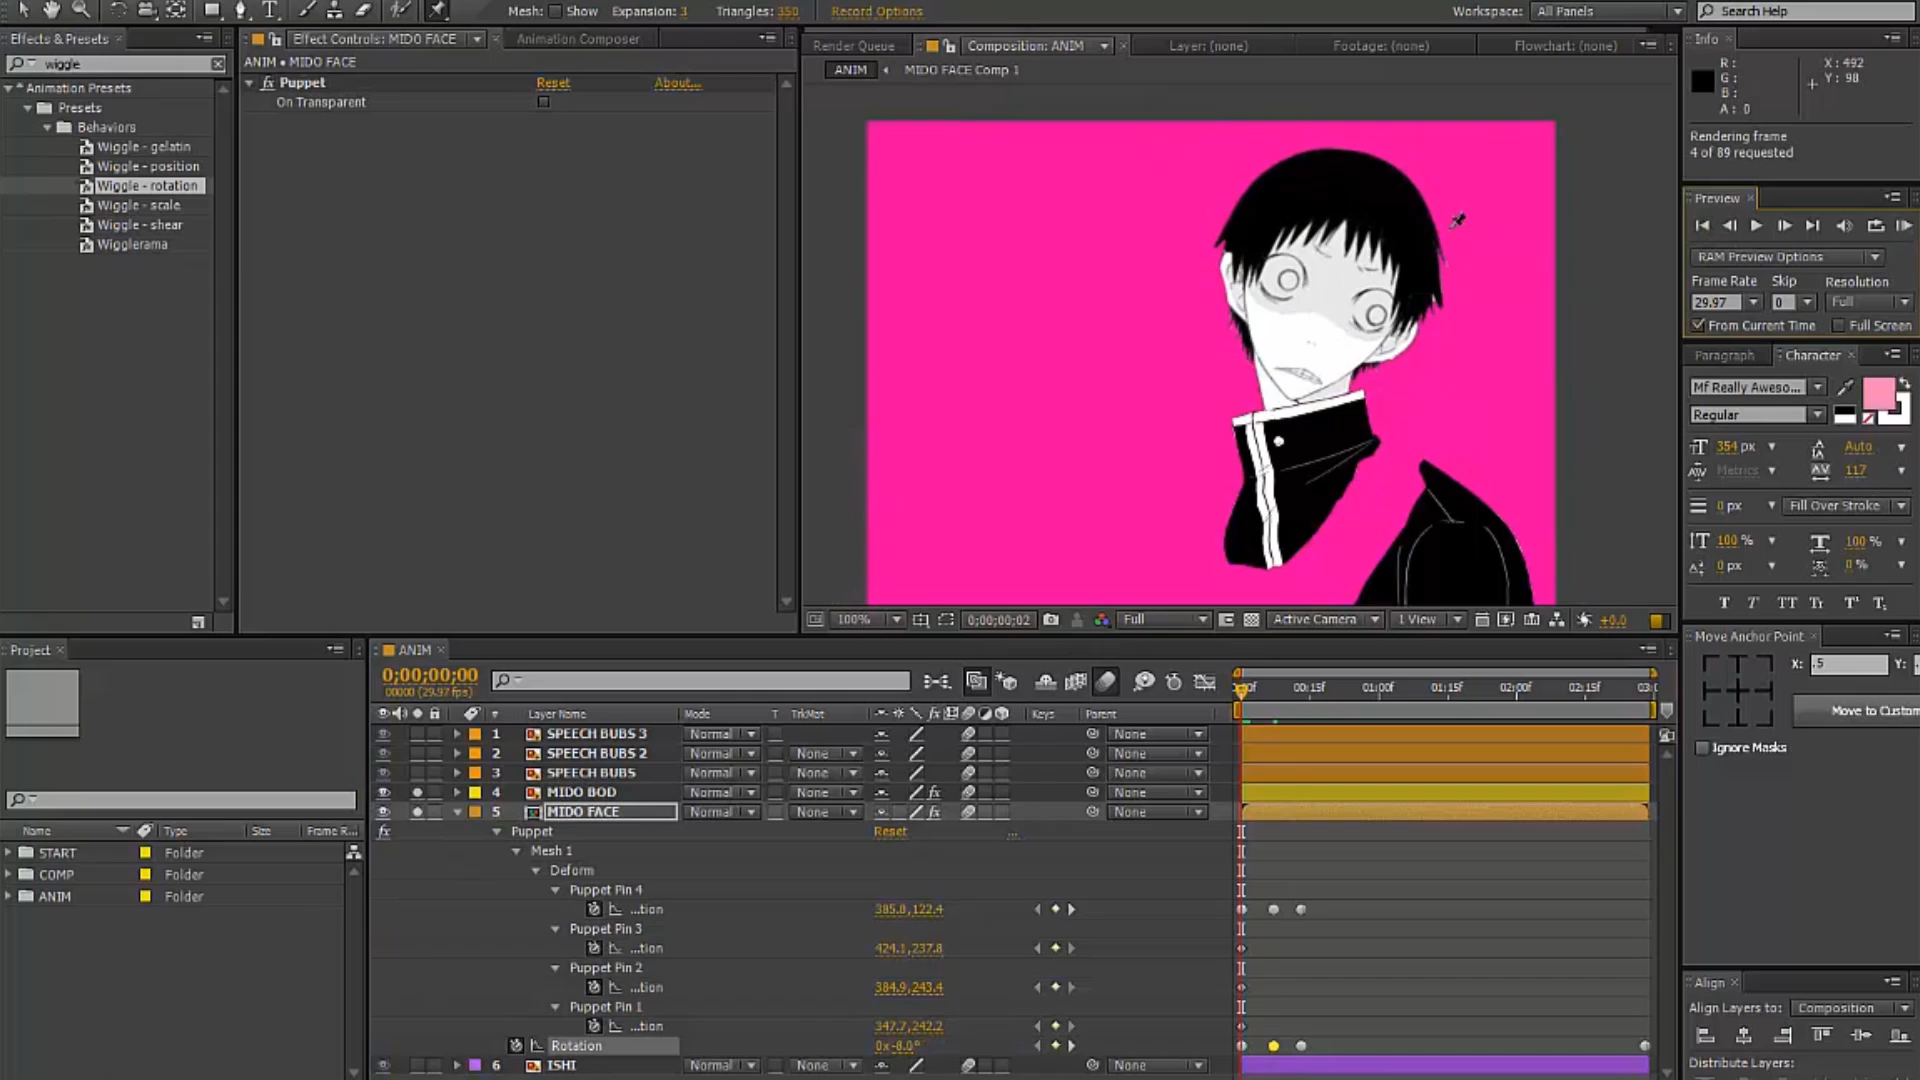 Mesh: Show Expansion: 3 Triangles: 350 Record Options Workspace: All Panels Search Help
Effects & Presets
wiggle
Animation Presets
Presets
Behaviors
Wiggle - gelatin
Wiggle - position
Wiggle - rotation
Wiggle - scale
Wiggle - shear
Wigglerama
Effect Controls: MIDO FACE Animation Composer
ANIM • MIDO FACE
fx Puppet Reset About...
On Transparent
Render Queue Composition: ANIM Layer: (none) Footage: (none) Flowchart: (none)
ANIM MIDO FACE Comp 1
100% 0;00;00;02 Full Active Camera 1 View +0.0
Info
R: X: 492
G: Y: 98
B:
A: 0
Rendering frame
4 of 89 requested
Preview
RAM Preview Options
Frame Rate Skip Resolution
29.97 0 Full
From Current Time Full Screen
Paragraph Character
Mf Really Aweso...
Regular
354 px Auto
Metrics 117
0 px Fill Over Stroke
100 % 100 %
0 px 0 %
T T TT Tr T¹ T,
Move Anchor Point
X: .5 Y:
Move to Custom
Ignore Masks
Align
Align Layers to: Composition
Distribute Layers:
Project
Name Type Size Frame R...
START Folder
COMP Folder
ANIM Folder
ANIM
0;00;00;00
00000 (29.97 fps)
00:15f 01:00f 01:15f 02:00f 02:15f
# Layer Name Mode T TrkMat fx Keys Parent
1 SPEECH BUBS 3 Normal None
2 SPEECH BUBS 2 Normal None None
3 SPEECH BUBS Normal None None
4 MIDO BOD Normal None fx None
5 MIDO FACE Normal None fx None
fx Puppet Reset ...
Mesh 1
Deform
Puppet Pin 4
...tion 385.8,122.4
Puppet Pin 3
...tion 424.1,237.8
Puppet Pin 2
...tion 384.9,243.4
Puppet Pin 1
...tion 347.7,242.2
Rotation 0x-8.0°
6 ISHI Normal None None